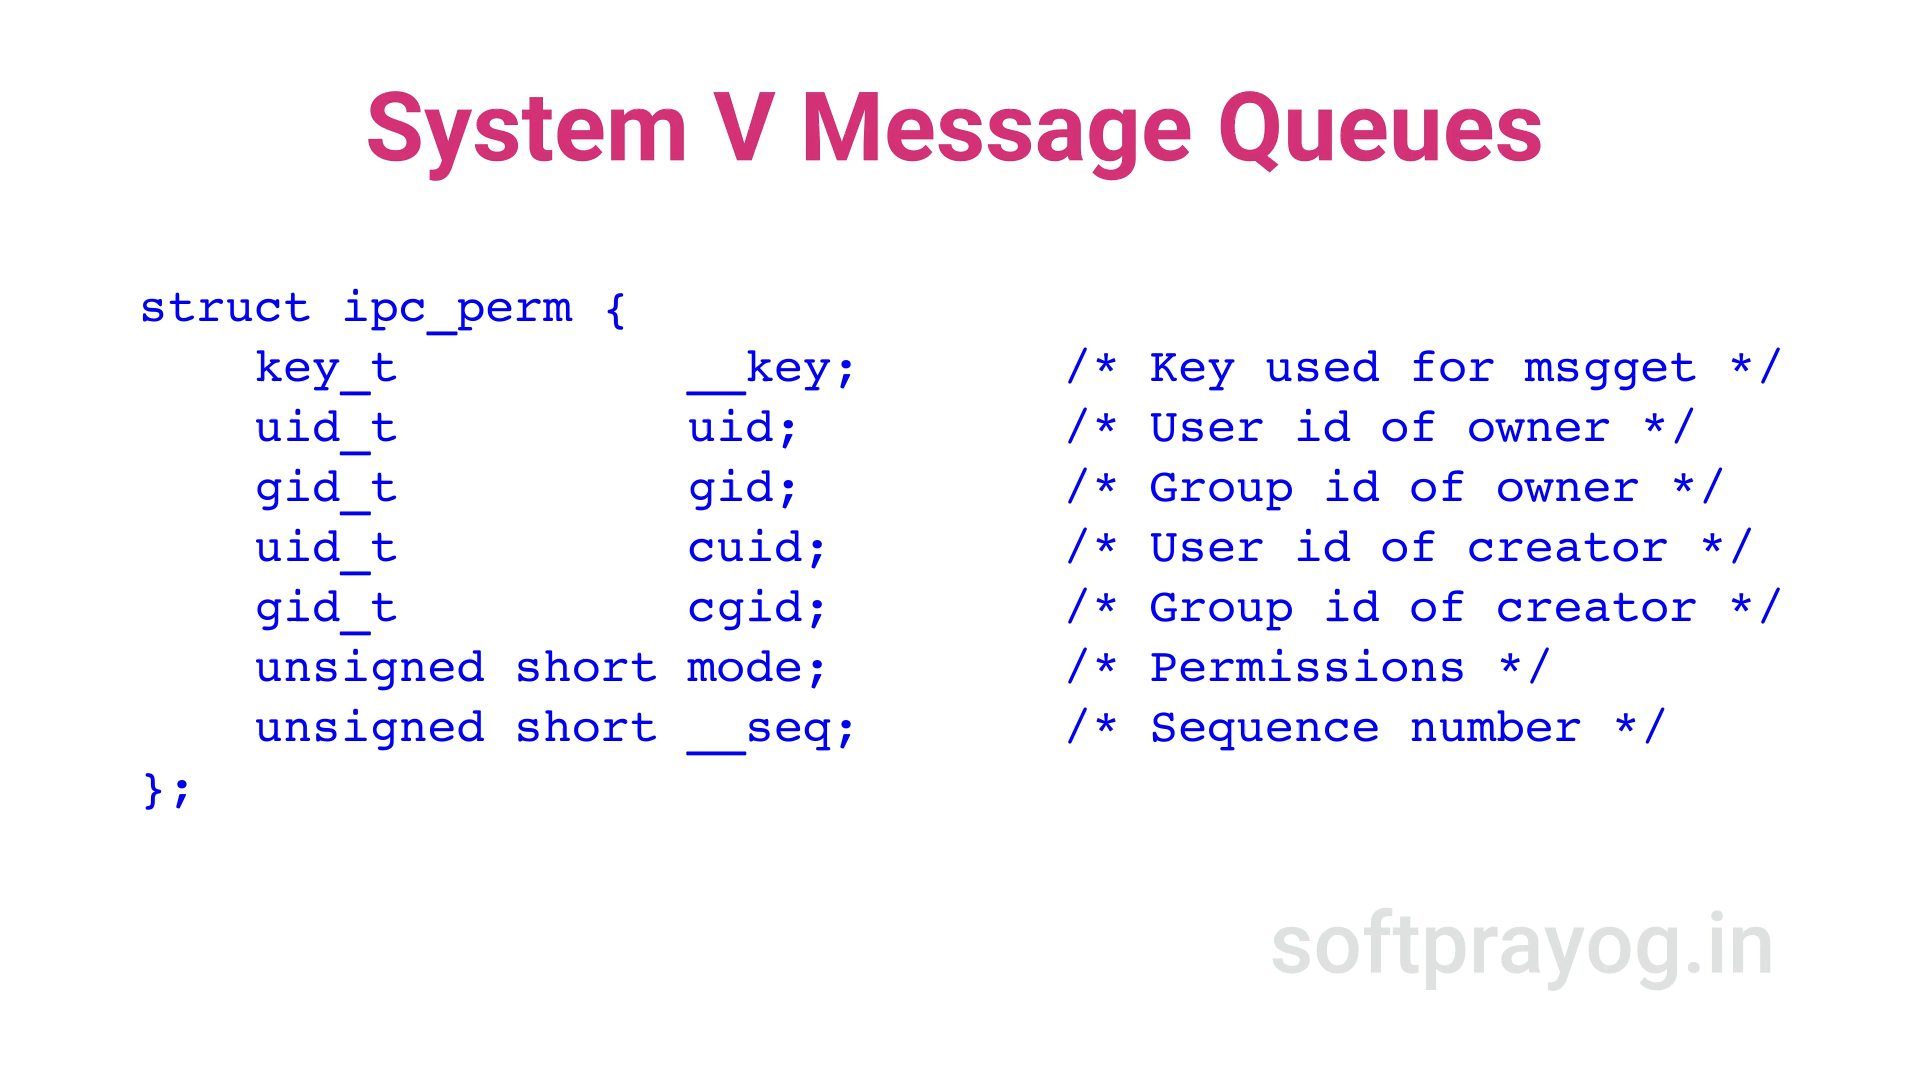 System V Message Queues
struct ipc_perm {
    key_t          __key;       /* Key used for msgget */
    uid_t          uid;         /* User id of owner */
    gid_t          gid;         /* Group id of owner */
    uid_t          cuid;        /* User id of creator */
    gid_t          cgid;        /* Group id of creator */
    unsigned short mode;        /* Permissions */
    unsigned short __seq;       /* Sequence number */
};
softprayog.in